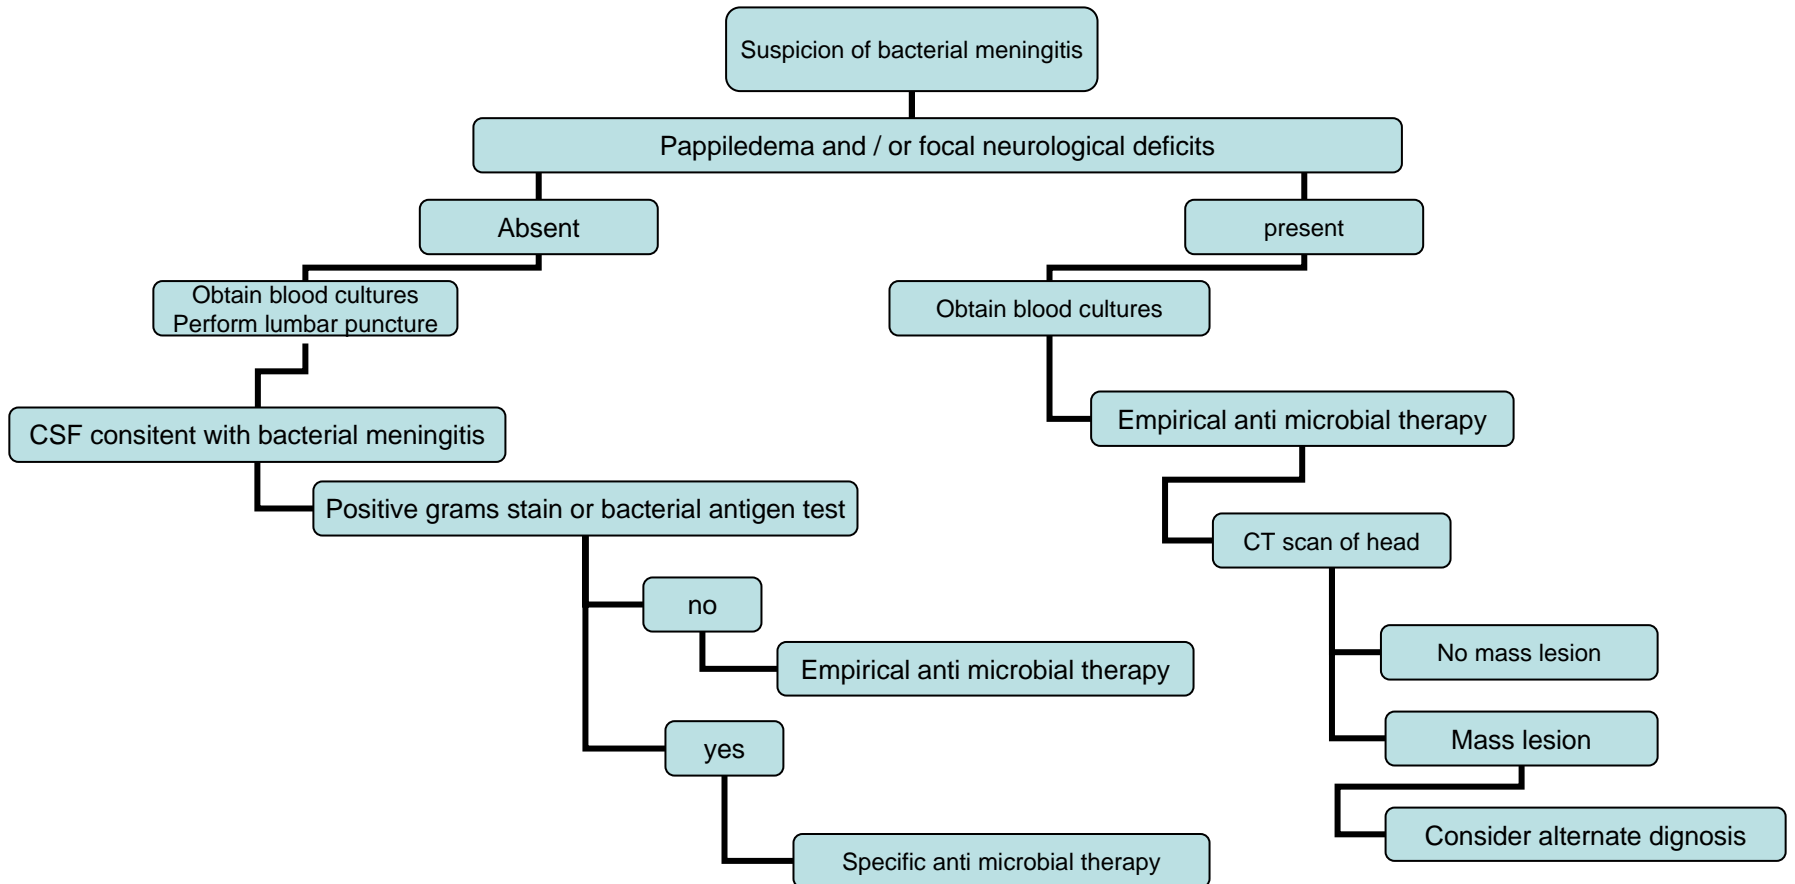 Suspicion of bacterial meningitis
Pappiledema and / or focal neurological deficits
Absent
present
Obtain blood cultures
Perform lumbar puncture
Obtain blood cultures
CSF consitent with bacterial meningitis
Empirical anti microbial therapy
Positive grams stain or bacterial antigen test
CT scan of head
no
Empirical anti microbial therapy
No mass lesion
yes
Mass lesion
Specific anti microbial therapy
Consider alternate dignosis